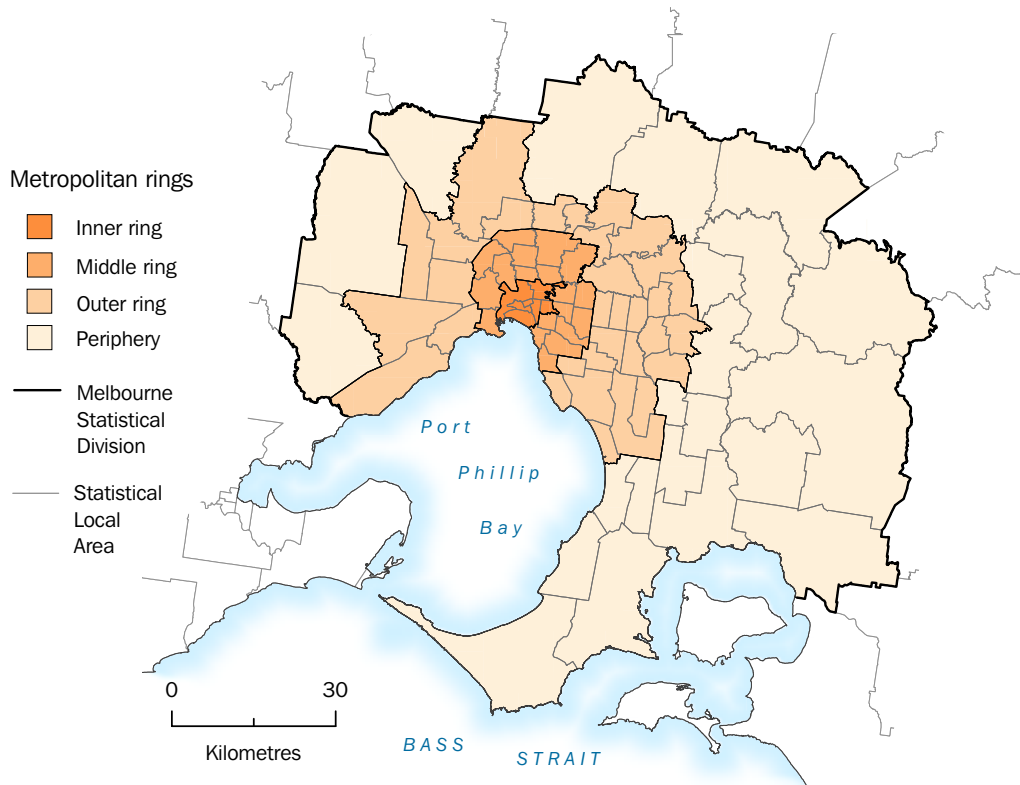 Metropolitan rings
Inner ring
Middle ring
Outer ring
Periphery
Melbourne
Statistical
Division
Statistical
Local
Area
Port
Phillip
Bay
0 30
Kilometres
BASS
STRAIT